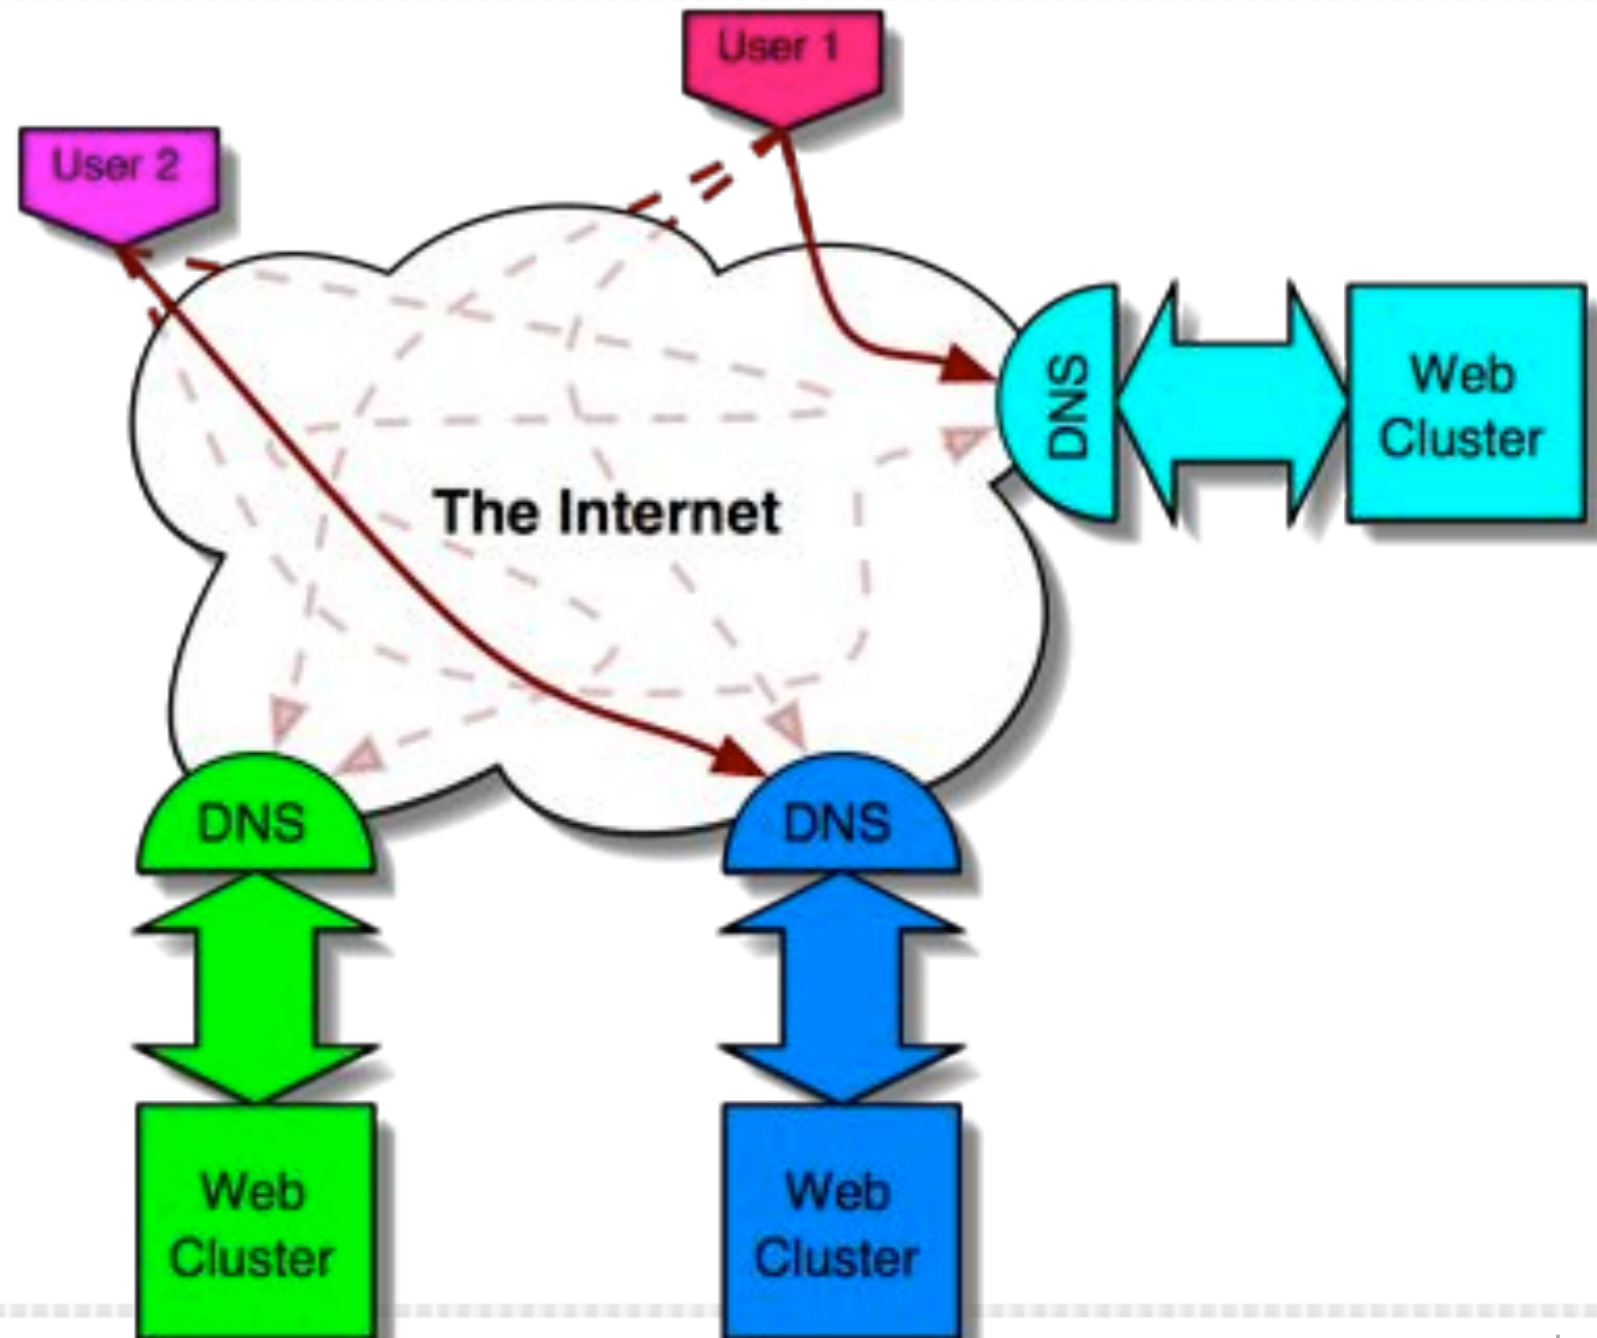 User 1
User 2
DNS
Web
Cluster
The Internet
DNS
DNS
Web
Cluster
Web
Cluster